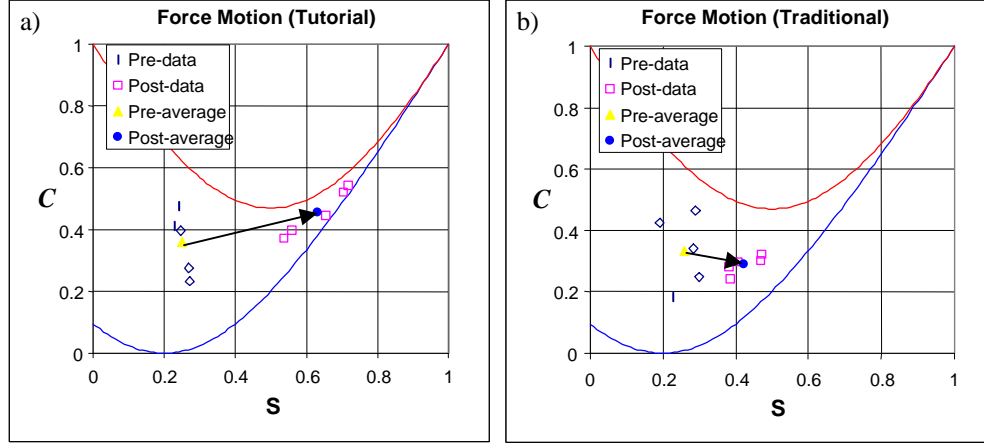 a)
Force Motion (Tutorial)
1
0.8
0.6
0.4
0.2
0
Pre-data
Post-data
Pre-average
Post-average
C
0
0.2
0.4
0.6
0.8
1
S
b)
Force Motion (Traditional)
1
0.8
0.6
0.4
0.2
0
Pre-data
Post-data
Pre-average
Post-average
C
0
0.2
0.4
0.6
0.8
1
S